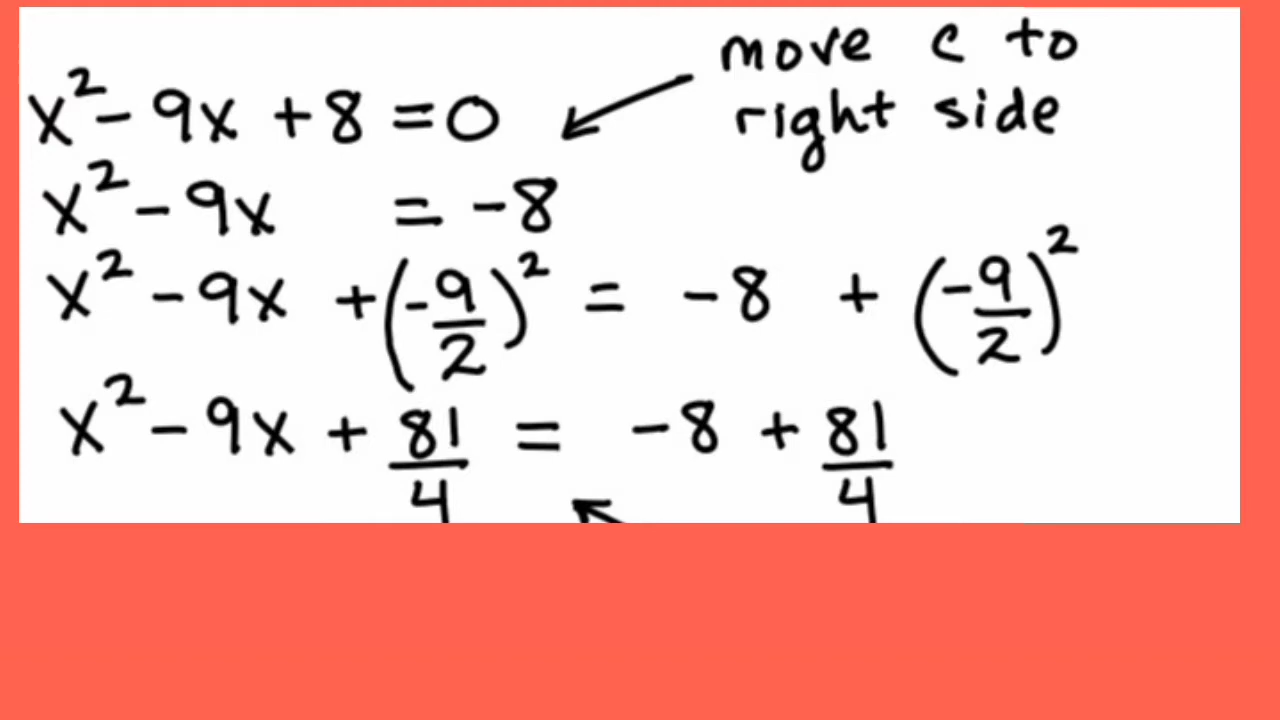 x² - 9x + 8 = 0
move c to
right side
x² - 9x = -8
x² - 9x + (-9/2)² = -8 + (-9/2)²
x² - 9x + 81/4 = -8 + 81/4